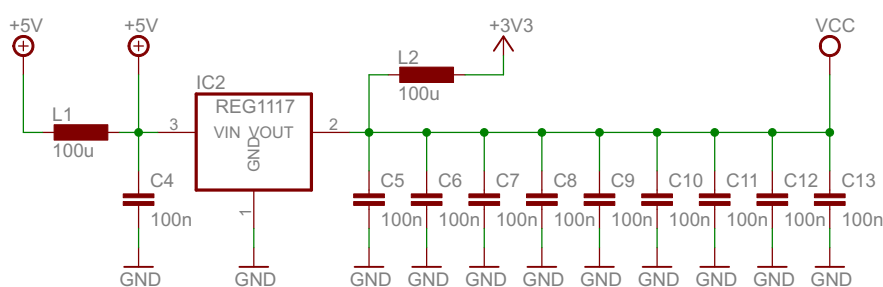 +5V +5V +3V3 VCC
L2
IC2
100u
REG1117
L1
3 VIN VOUT 2
100u
GND
C4 C5 C6 C7 C8 C9 C10 C11 C12 C13
1
100n 100n 100n 100n 100n 100n 100n 100n 100n 100n
GND GND GND GND GND GND GND GND GND GND GND